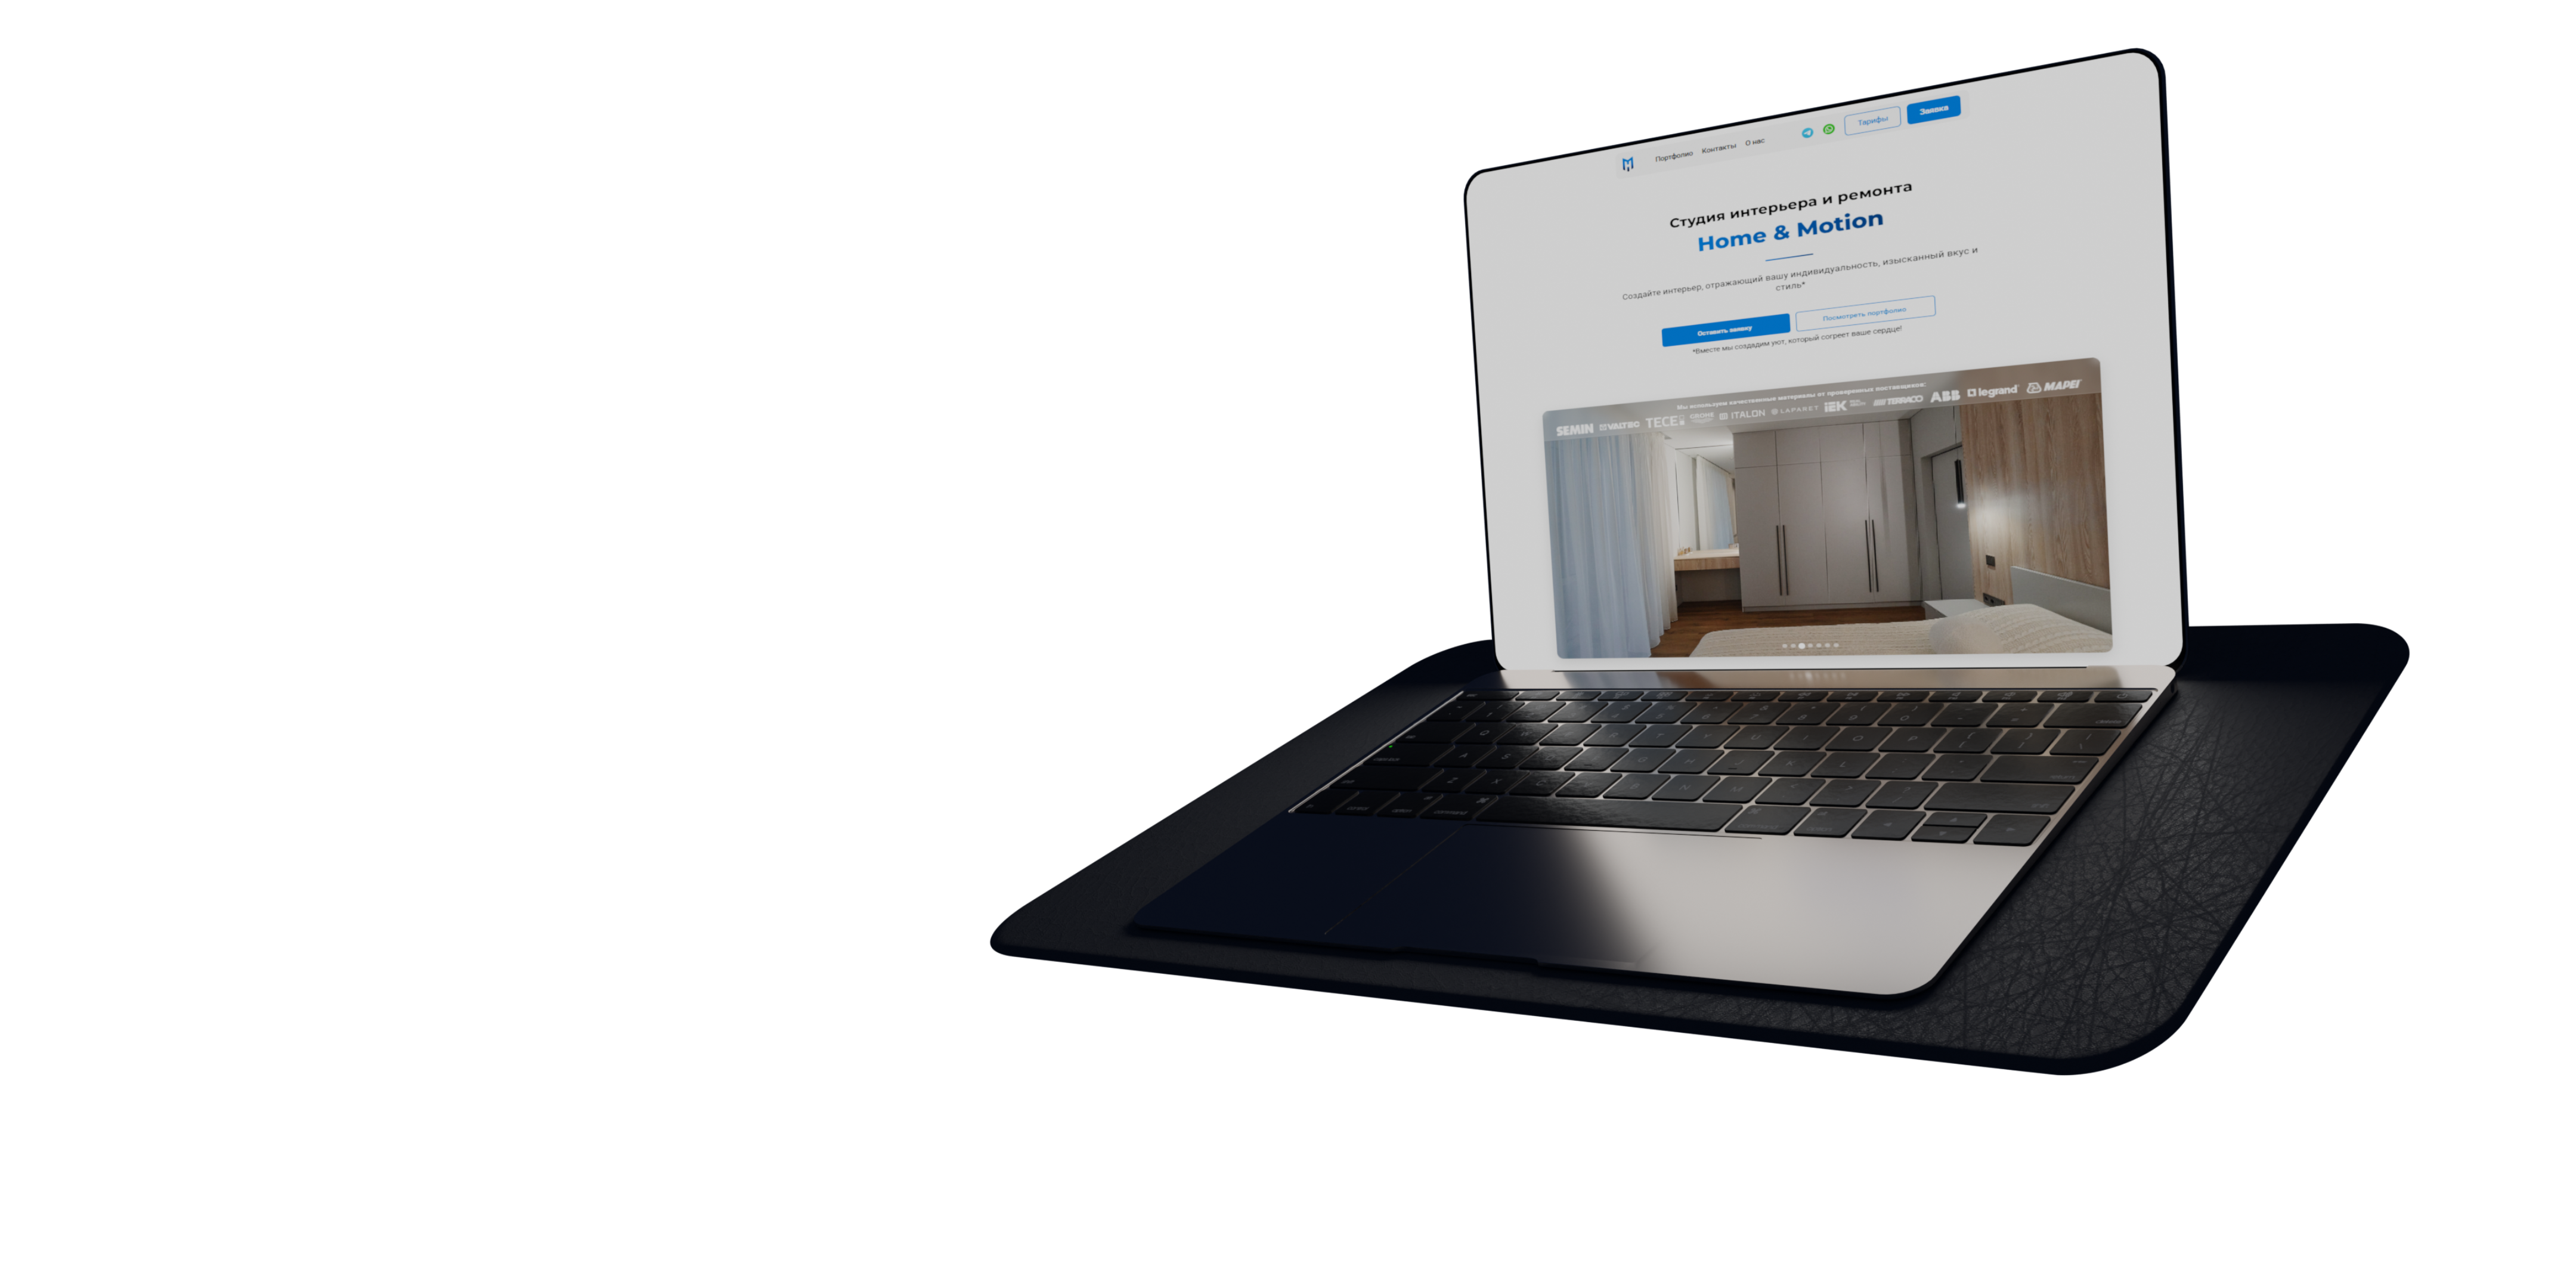 Портфолио Контакты О нас
Тарифы
Заявка
Студия интерьера и ремонта
Home & Motion
Создайте интерьер, отражающий вашу индивидуальность, изысканный вкус и
стиль*
Оставить заявку
Посмотреть портфолио
*Вместе мы создадим уют, который согреет ваше сердце!
Мы используем качественные материалы от проверенных поставщиков:
SEMIN VALTEC TECE ITALON LAPARET IEK TERRACO ABB legrand MAPEI